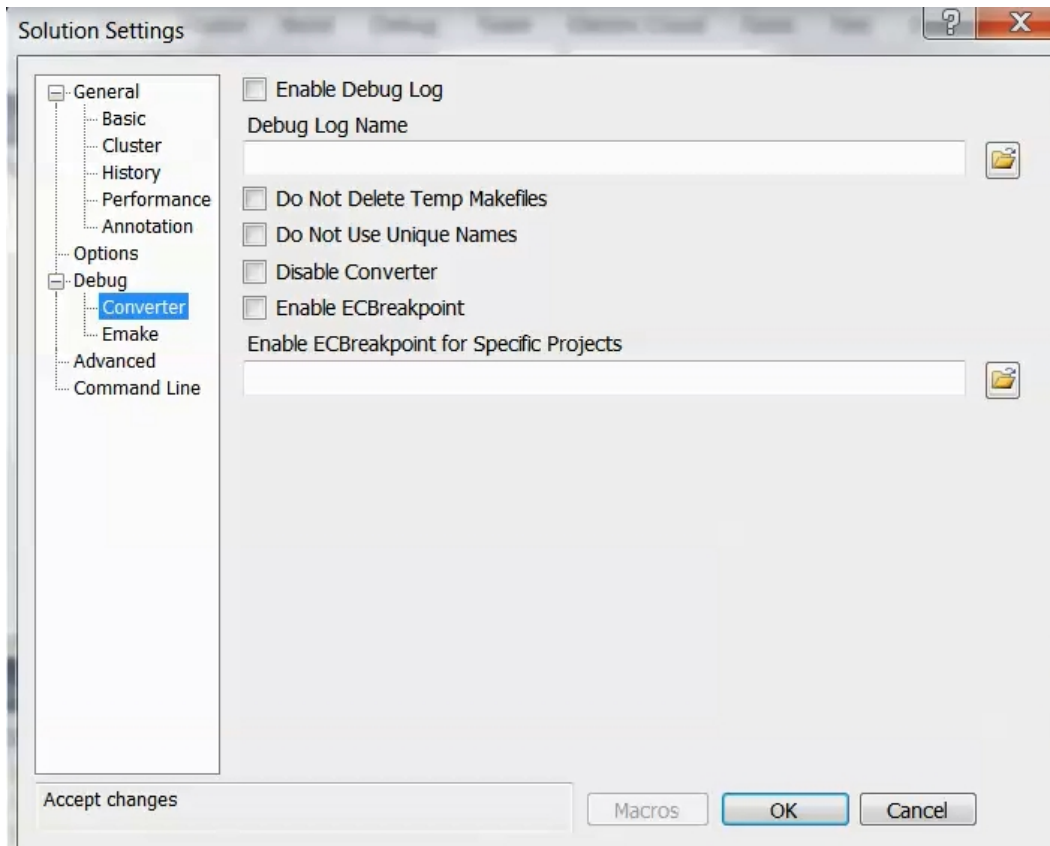 Solution Settings
General
Basic
Cluster
History
Performance
Annotation
Options
Debug
Converter
Emake
Advanced
Command Line
Enable Debug Log
Debug Log Name
Do Not Delete Temp Makefiles
Do Not Use Unique Names
Disable Converter
Enable ECBreakpoint
Enable ECBreakpoint for Specific Projects
Accept changes
Macros
OK
Cancel